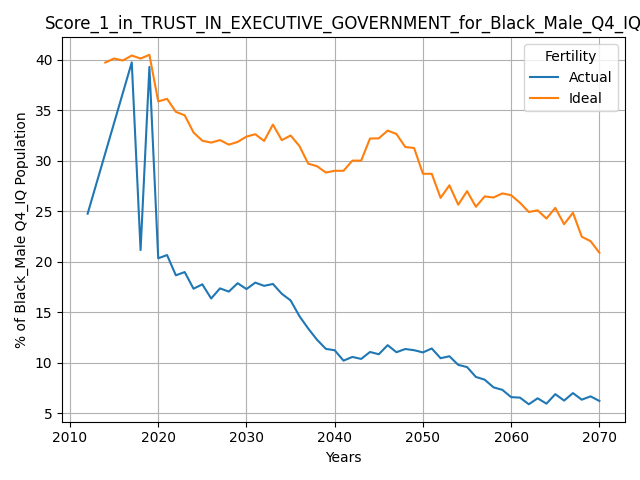 Score_1_in_TRUST_IN_EXECUTIVE_GOVERNMENT_for_Black_Male_Q4_IQ
Fertility
Actual
Ideal
% of Black_Male Q4_IQ Population
40
35
30
25
20
15
10
5
2010 2020 2030 2040 2050 2060 2070
Years